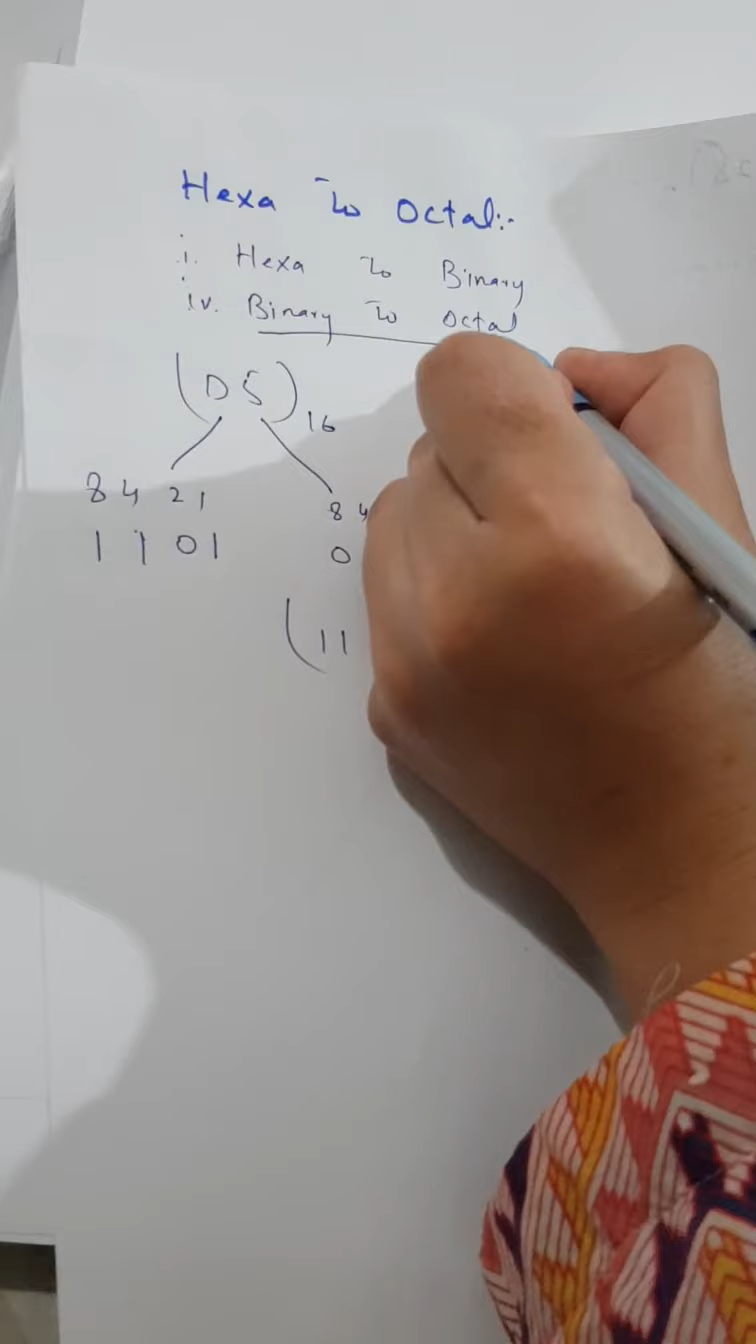 Hexa To Octal:-
i. Hexa To Binary
iv. Binary To Octal
(D5)16
8 4 2 1 8 4
1 1 0 1 0
(11